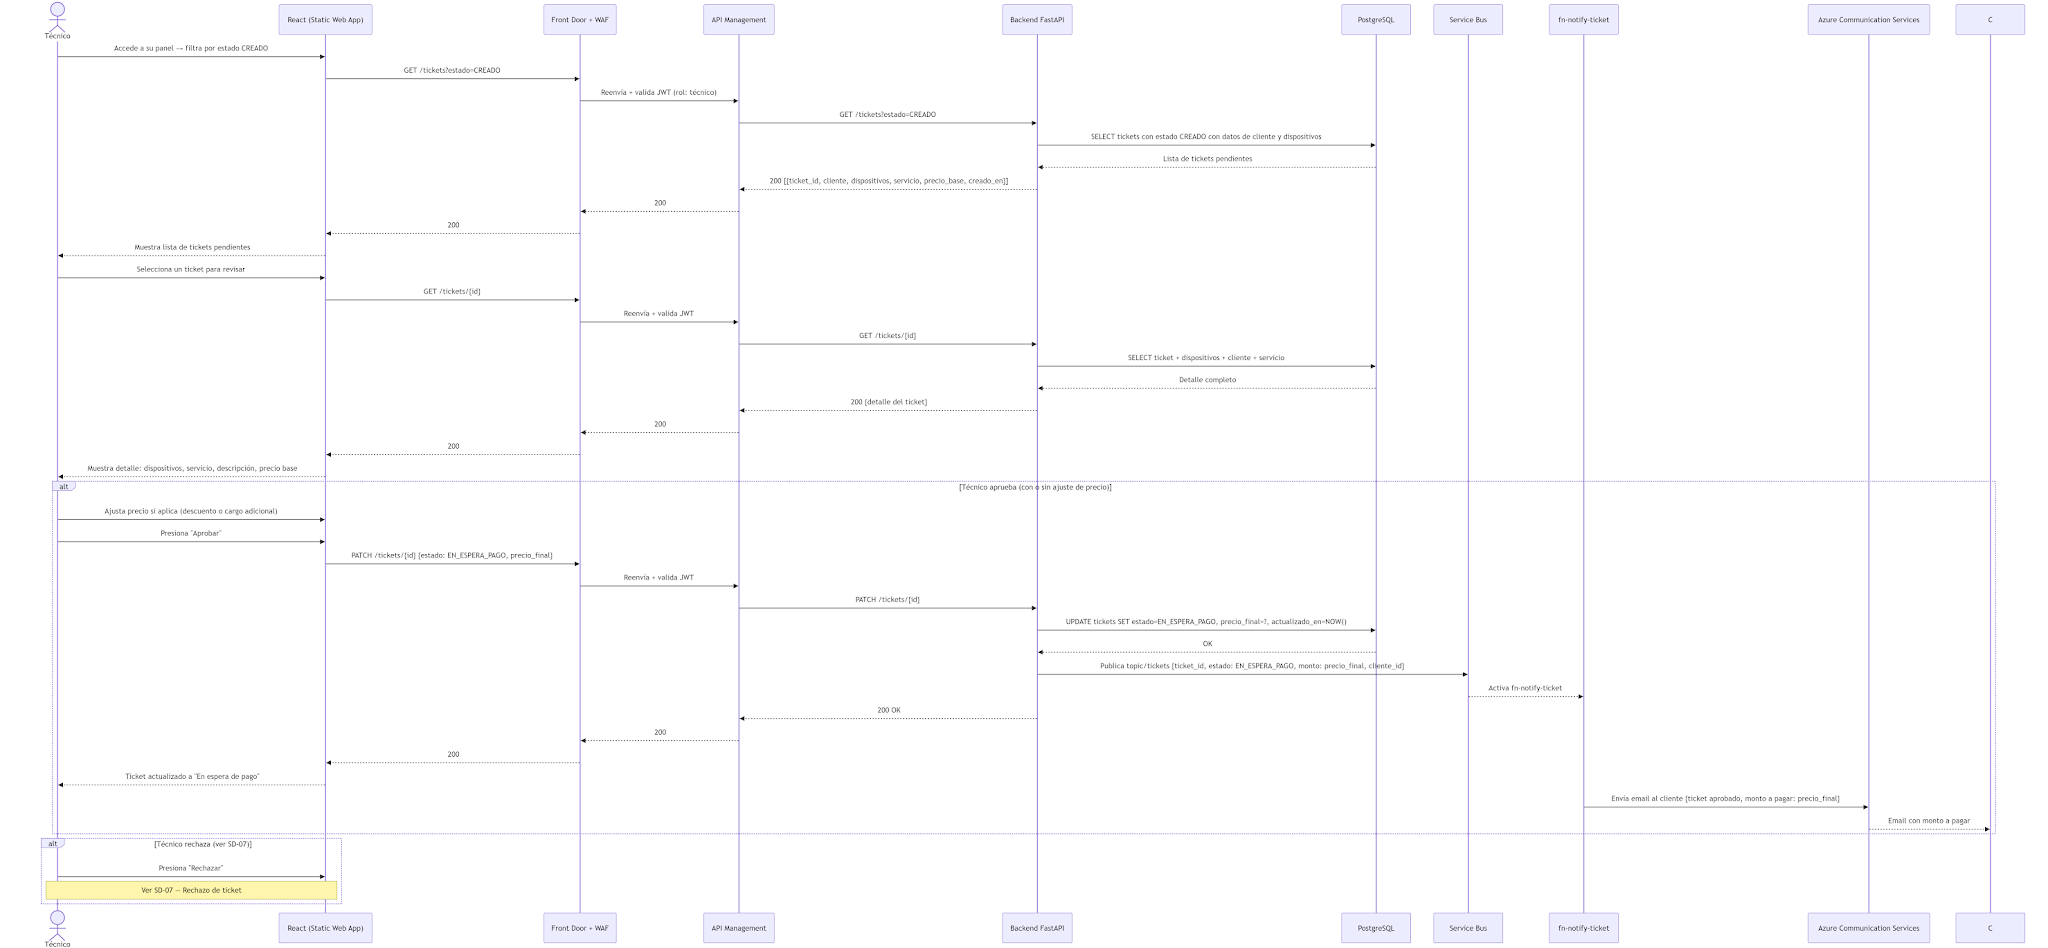 Técnico
React (Static Web App)
Front Door + WAF
API Management
Backend FastAPI
PostgreSQL
Service Bus
fn-notify-ticket
Azure Communication Services
C
Accede a su panel → filtra por estado CREADO
GET /tickets?estado=CREADO
Reenvía + valida JWT (rol: técnico)
GET /tickets?estado=CREADO
SELECT tickets con estado CREADO con datos de cliente y dispositivos
Lista de tickets pendientes
200 [{ticket_id, cliente, dispositivos, servicio, precio_base, creado_en}]
200
200
Muestra lista de tickets pendientes
Selecciona un ticket para revisar
GET /tickets/{id}
Reenvía + valida JWT
GET /tickets/{id}
SELECT ticket + dispositivos + cliente + servicio
Detalle completo
200 {detalle del ticket}
200
200
Muestra detalle: dispositivos, servicio, descripción, precio base
alt
[Técnico aprueba (con o sin ajuste de precio)]
Ajusta precio si aplica (descuento o cargo adicional)
Presiona "Aprobar"
PATCH /tickets/{id} {estado: EN_ESPERA_PAGO, precio_final}
Reenvía + valida JWT
PATCH /tickets/{id}
UPDATE tickets SET estado=EN_ESPERA_PAGO, precio_final=?, actualizado_en=NOW()
OK
Publica topic/tickets {ticket_id, estado: EN_ESPERA_PAGO, monto: precio_final, cliente_id}
Activa fn-notify-ticket
200 OK
200
200
Ticket actualizado a "En espera de pago"
Envía email al cliente [ticket aprobado, monto a pagar: precio_final]
Email con monto a pagar
alt
[Técnico rechaza (ver SD-07)]
Presiona "Rechazar"
Ver SD-07 — Rechazo de ticket
Técnico
React (Static Web App)
Front Door + WAF
API Management
Backend FastAPI
PostgreSQL
Service Bus
fn-notify-ticket
Azure Communication Services
C